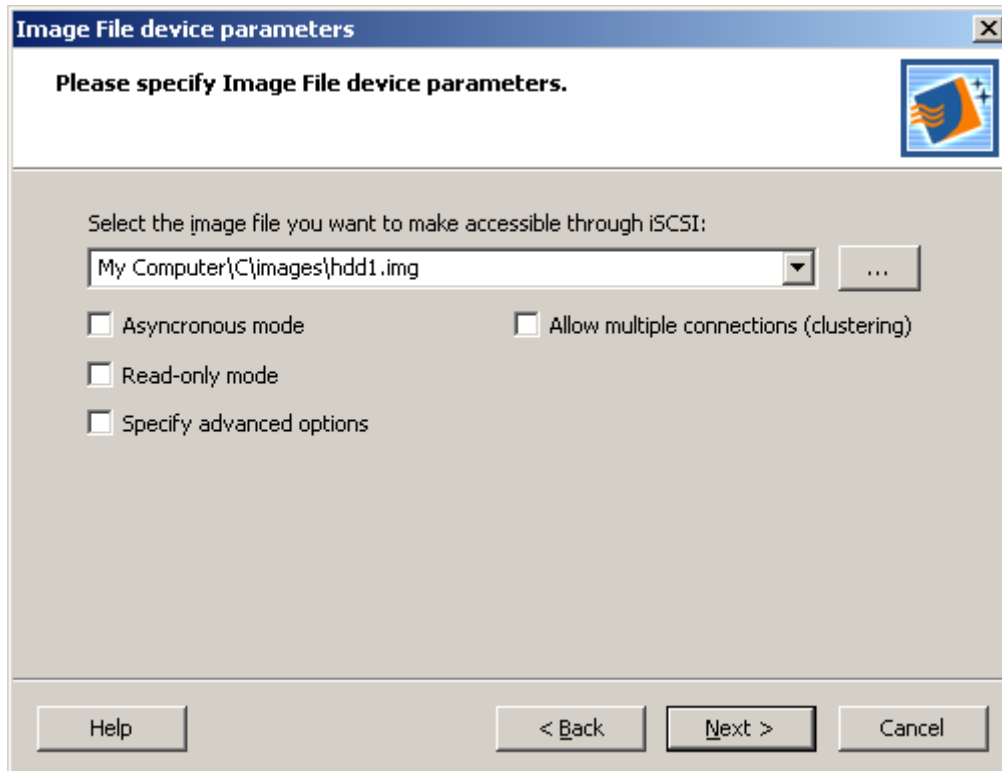 Image File device parameters
Please specify Image File device parameters.
Select the image file you want to make accessible through iSCSI:
My Computer\C\images\hdd1.img
...
Asyncronous mode
Allow multiple connections (clustering)
Read-only mode
Specify advanced options
Help
< Back
Next >
Cancel